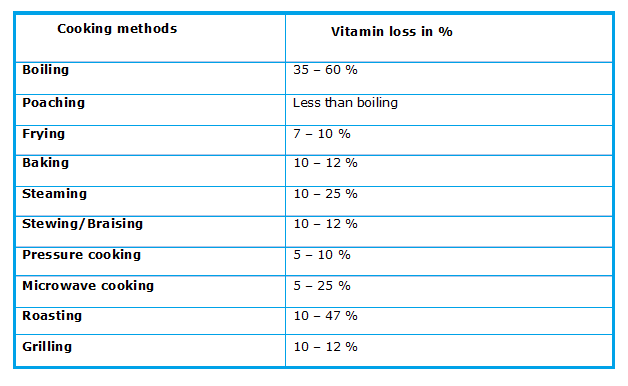 Cooking methods Vitamin loss in %
Boiling 35 – 60 %
Poaching Less than boiling
Frying 7 – 10 %
Baking 10 – 12 %
Steaming 10 – 25 %
Stewing/Braising 10 – 12 %
Pressure cooking 5 – 10 %
Microwave cooking 5 – 25 %
Roasting 10 – 47 %
Grilling 10 – 12 %